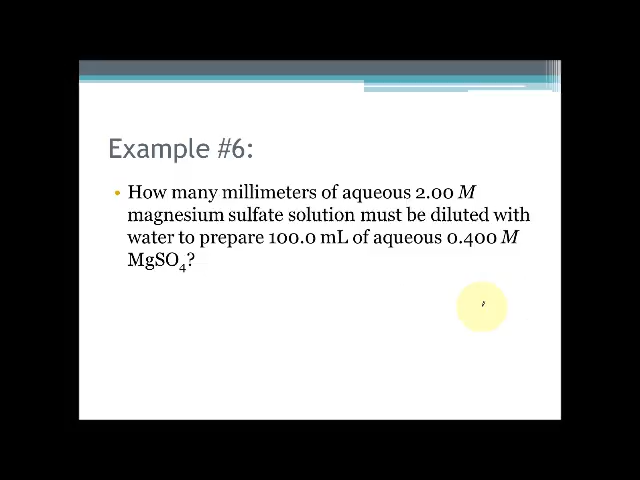 Example #6:
• How many millimeters of aqueous 2.00 M
magnesium sulfate solution must be diluted with
water to prepare 100.0 mL of aqueous 0.400 M
MgSO₄?